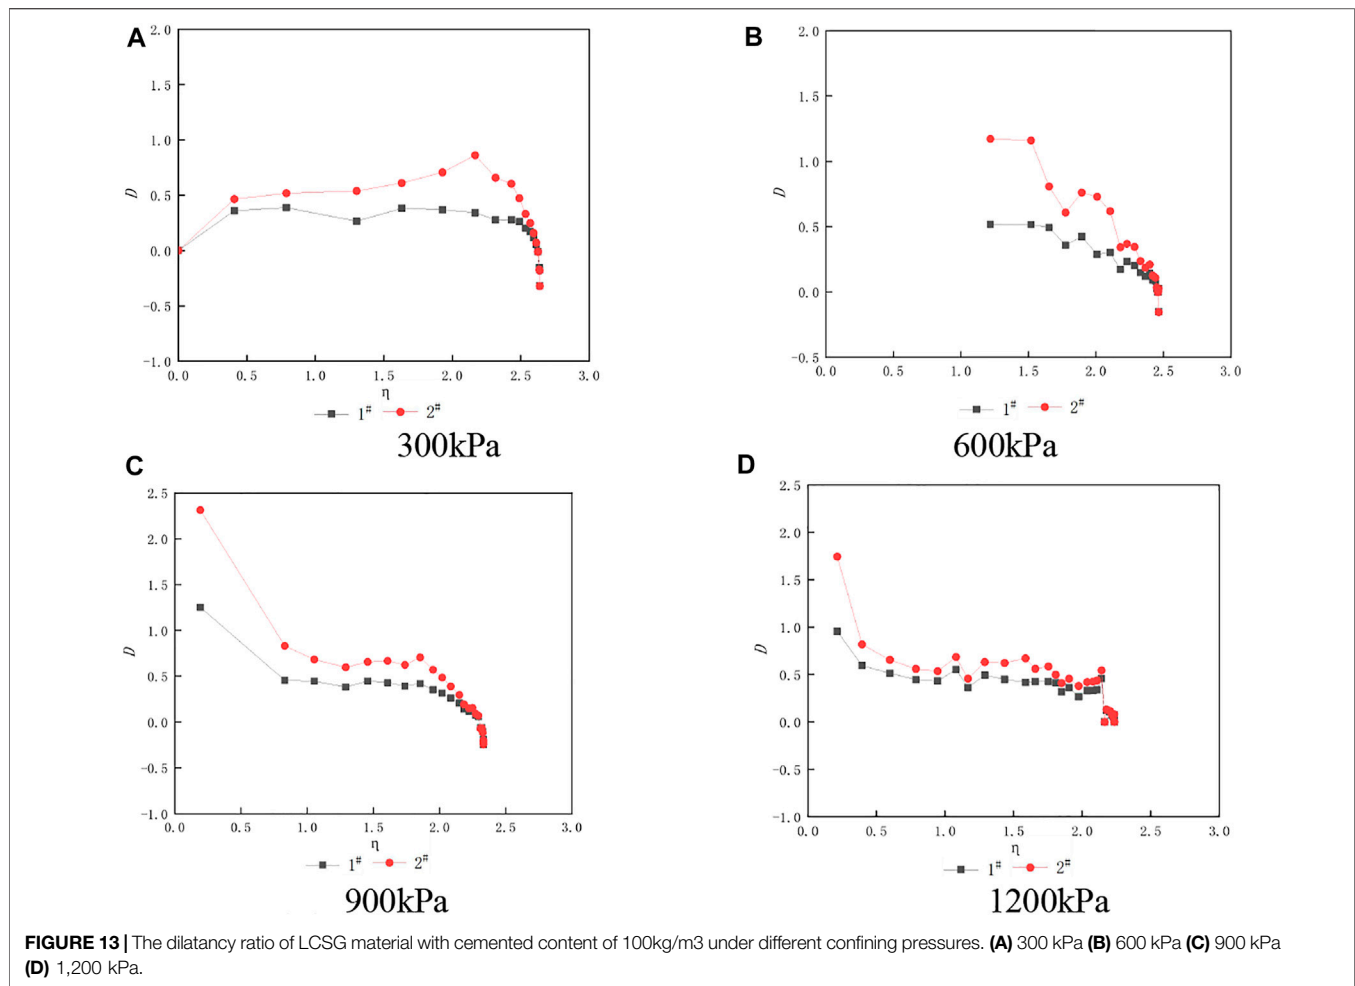 A
2.0
1.5
1.0
0.5
0.0
-0.5
-1.0
D
0.0 0.5 1.0 1.5 2.0 2.5 3.0
η
1# 2#
300kPa
B
2.0
1.5
1.0
0.5
0.0
-0.5
D
0.0 0.5 1.0 1.5 2.0 2.5 3.0
1# 2#
600kPa
C
2.5
2.0
1.5
1.0
0.5
0.0
-0.5
-1.0
D
0.0 0.5 1.0 1.5 2.0 2.5 3.0
η
1# 2#
900kPa
D
2.5
2.0
1.5
1.0
0.5
0.0
-0.5
-1.0
D
0.0 0.5 1.0 1.5 2.0 2.5 3.0
η
1# 2#
1200kPa
FIGURE 13 | The dilatancy ratio of LCSG material with cemented content of 100kg/m3 under different confining pressures. (A) 300 kPa (B) 600 kPa (C) 900 kPa
(D) 1,200 kPa.